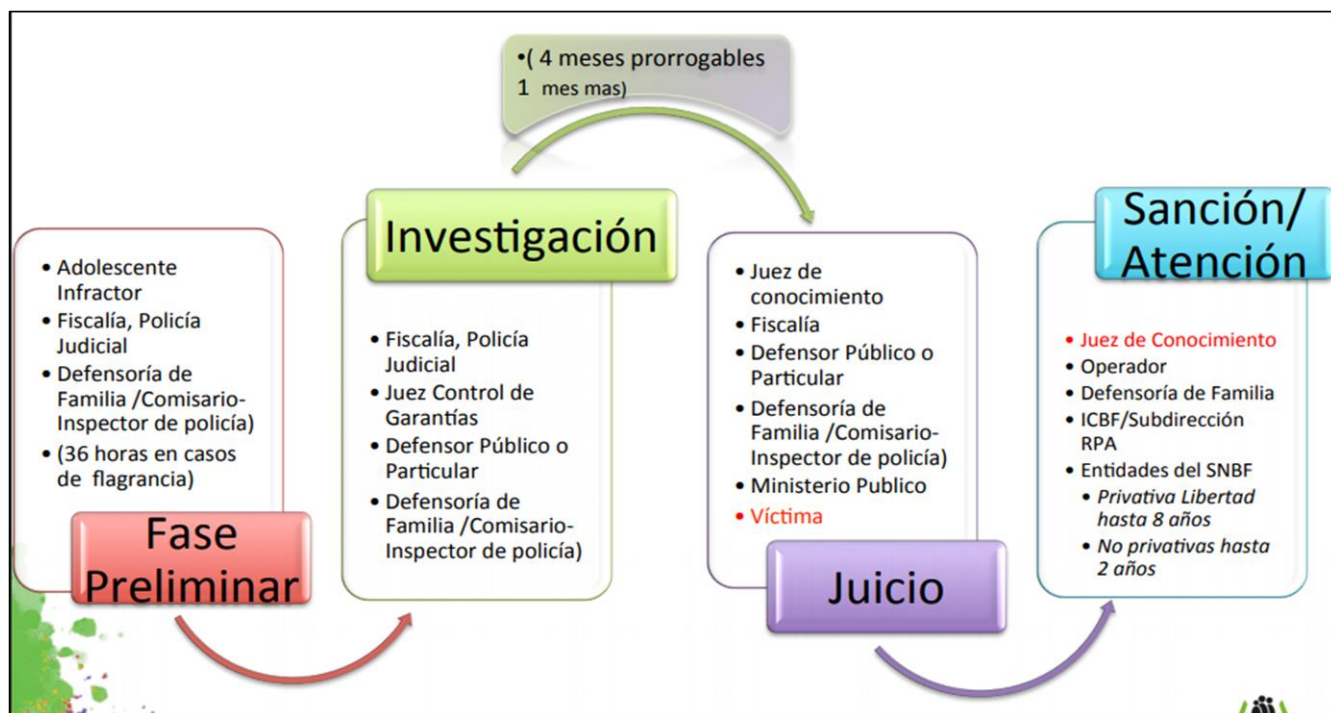 •( 4 meses prorrogables
1 mes mas)
• Adolescente
Infractor
• Fiscalía, Policía
Judicial
• Defensoría de
Familia /Comisario-
Inspector de policía)
• (36 horas en casos
de flagrancia)
Fase
Preliminar
Investigación
• Fiscalía, Policía
Judicial
• Juez Control de
Garantías
• Defensor Público o
Particular
• Defensoría de
Familia /Comisario-
Inspector de policía)
• Juez de
conocimiento
• Fiscalía
• Defensor Público o
Particular
• Defensoría de
Familia /Comisario-
Inspector de policía)
• Ministerio Publico
• Víctima
Juicio
Sanción/
Atención
• Juez de Conocimiento
• Operador
• Defensoría de Familia
• ICBF/Subdirección
RPA
• Entidades del SNBF
• Privativa Libertad
hasta 8 años
• No privativas hasta
2 años